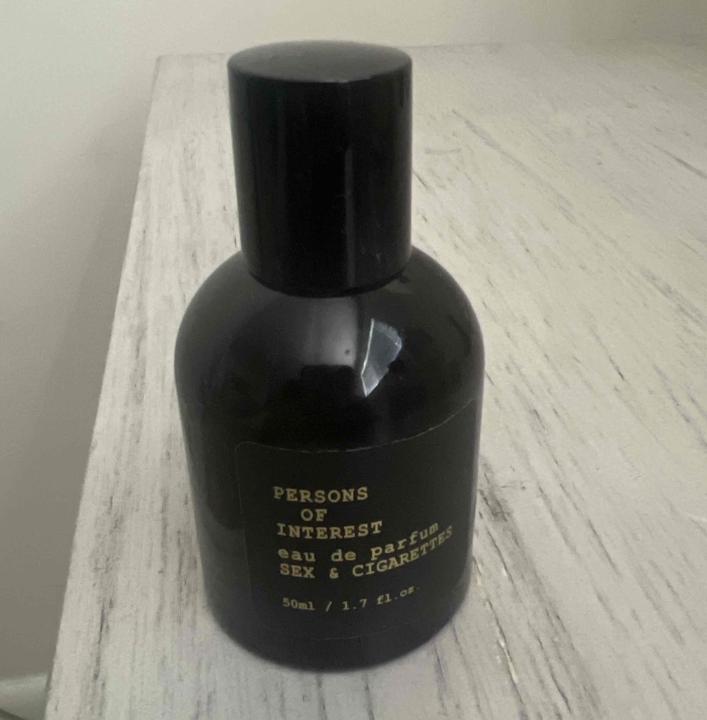 PERSONS
OF
INTEREST
eau de parfum
SEX & CIGARETTES
50ml / 1.7 fl.oz.